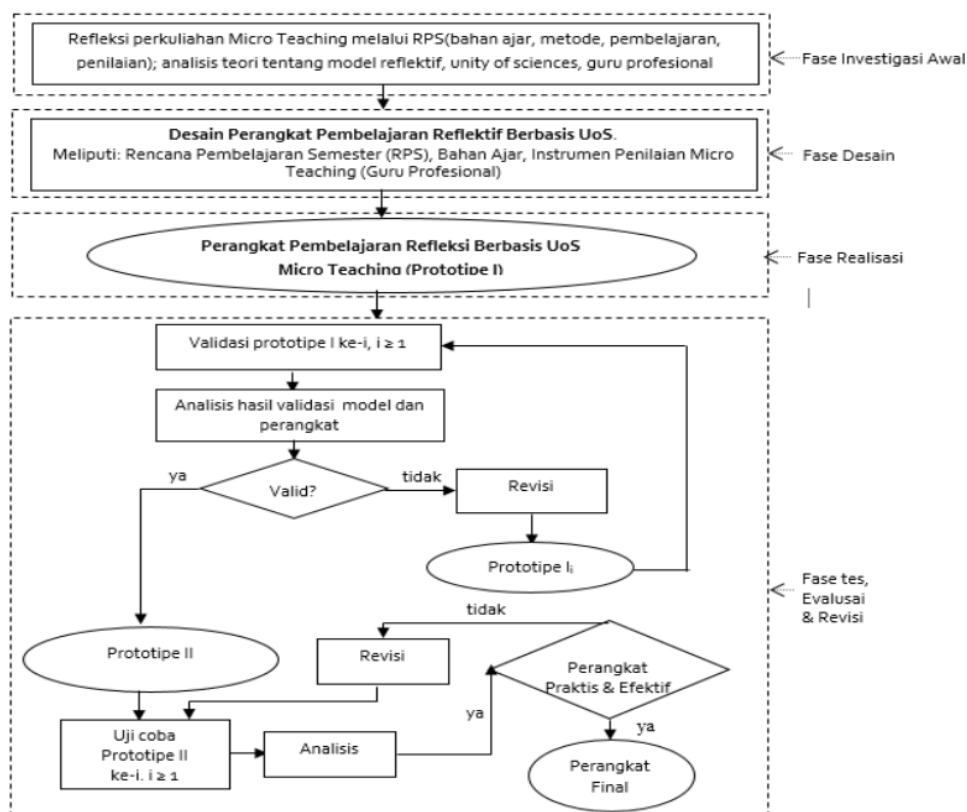 Refleksi perkuliahan Micro Teaching melalui RPS(bahan ajar, metode, pembelajaran,
penilaian); analisis teori tentang model reflektif, unity of sciences, guru profesional
Fase Investigasi Awal
Desain Perangkat Pembelajaran Reflektif Berbasis UoS.
Meliputi: Rencana Pembelajaran Semester (RPS), Bahan Ajar, Instrumen Penilaian Micro
Teaching (Guru Profesional)
Fase Desain
Perangkat Pembelajaran Refleksi Berbasis UoS
Micro Teaching (Prototipe I)
Fase Realisasi
Validasi prototipe I ke-i, i ≥ 1
Analisis hasil validasi model dan
perangkat
ya
Valid?
tidak
Revisi
Prototipe Iᵢ
Fase tes,
Evalusai
& Revisi
tidak
Prototipe II
Revisi
Perangkat
Praktis & Efektif
ya
Uji coba
Prototipe II
ke-i. i ≥ 1
Analisis
ya
Perangkat
Final